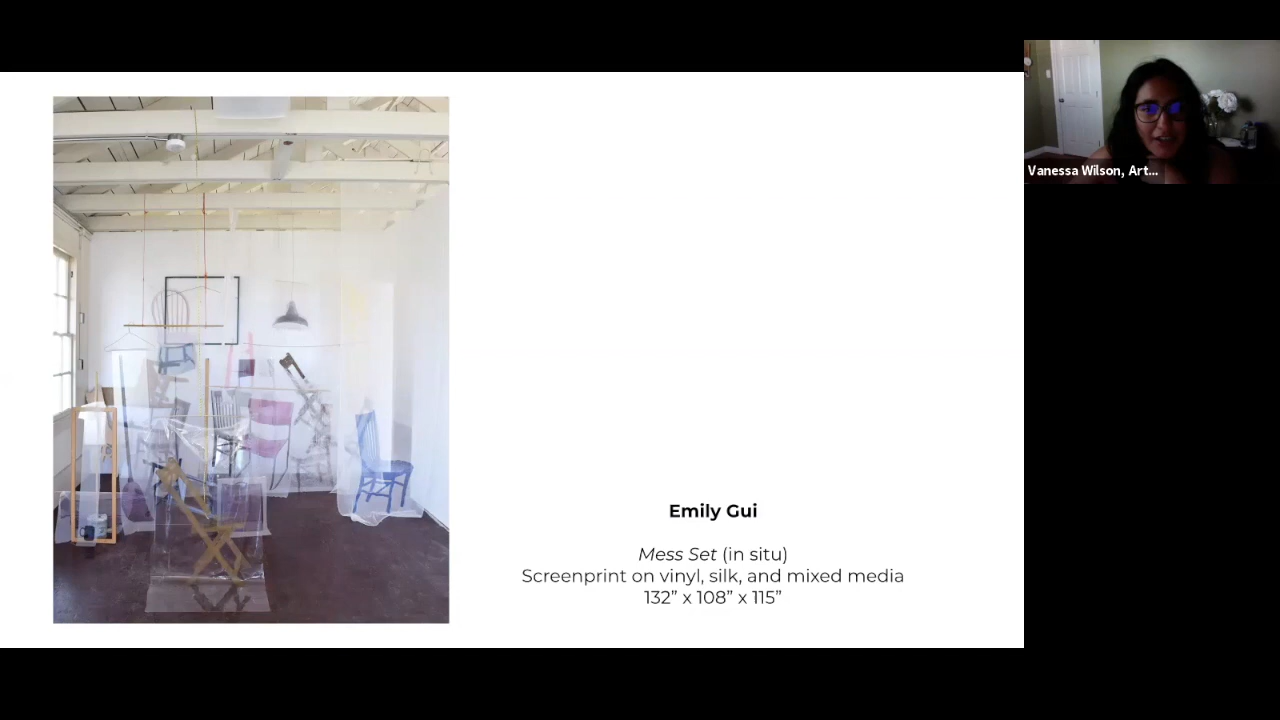 Vanessa Wilson, Art...
Emily Gui
Mess Set (in situ)
Screenprint on vinyl, silk, and mixed media
132” x 108” x 115”